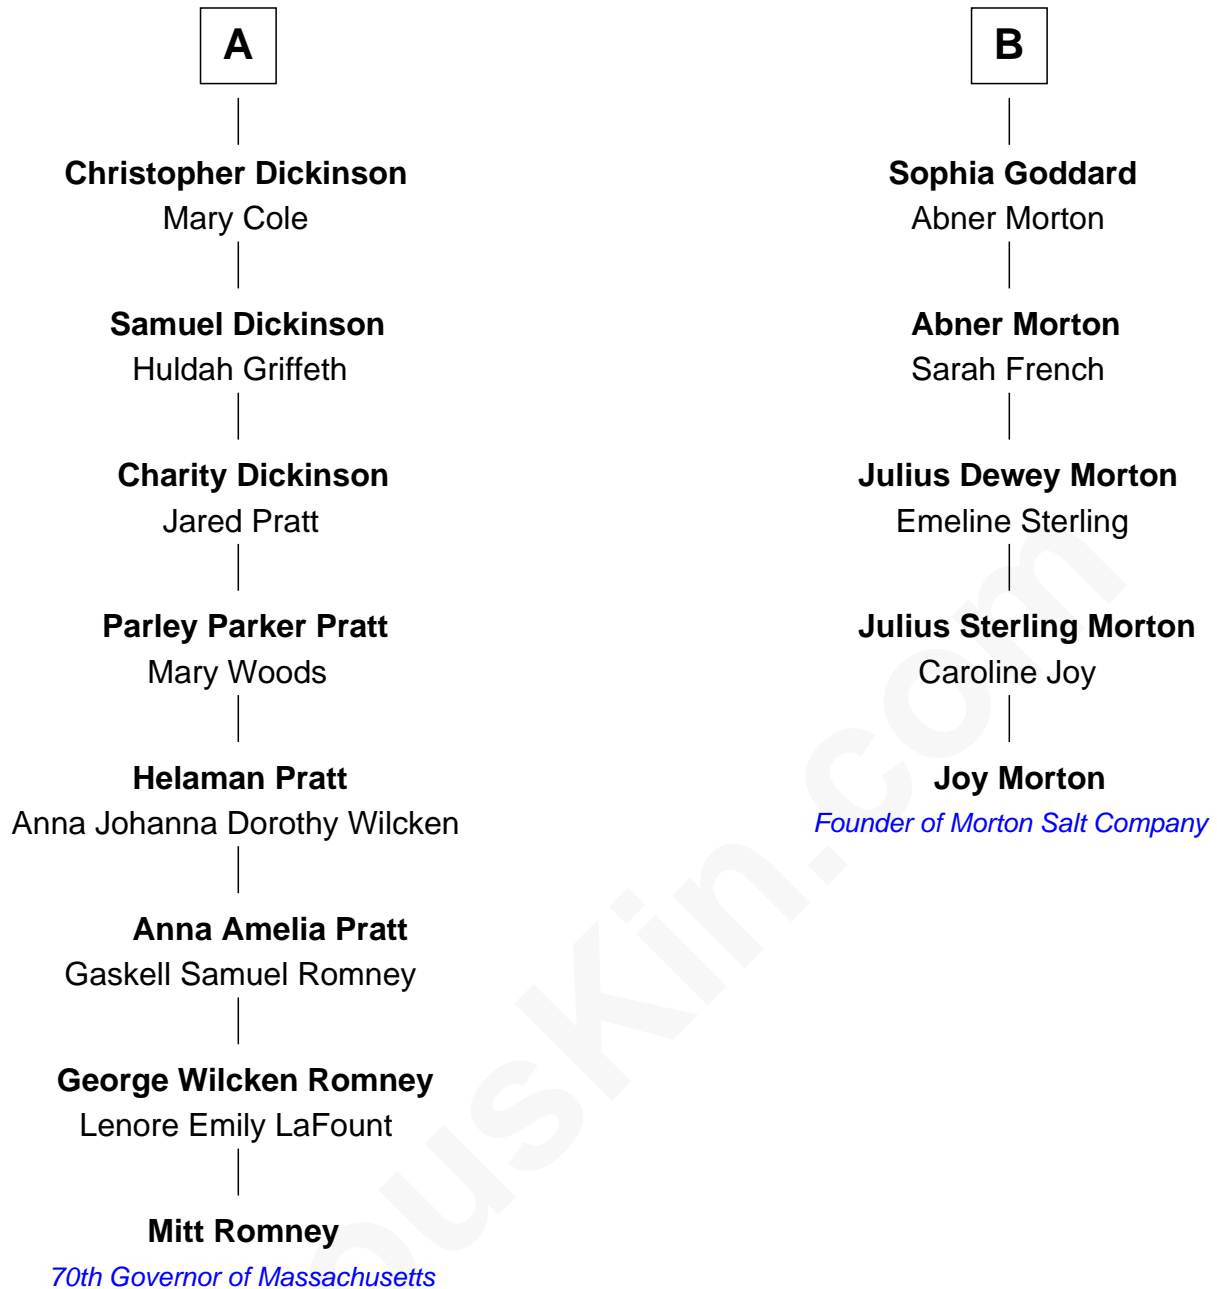 A
Christopher Dickinson
Mary Cole
Samuel Dickinson
Huldah Griffeth
Charity Dickinson
Jared Pratt
Parley Parker Pratt
Mary Woods
Helaman Pratt
Anna Johanna Dorothy Wilcken
Anna Amelia Pratt
Gaskell Samuel Romney
George Wilcken Romney
Lenore Emily LaFount
Mitt Romney
70th Governor of Massachusetts
B
Sophia Goddard
Abner Morton
Abner Morton
Sarah French
Julius Dewey Morton
Emeline Sterling
Julius Sterling Morton
Caroline Joy
Joy Morton
Founder of Morton Salt Company
ousKin.com